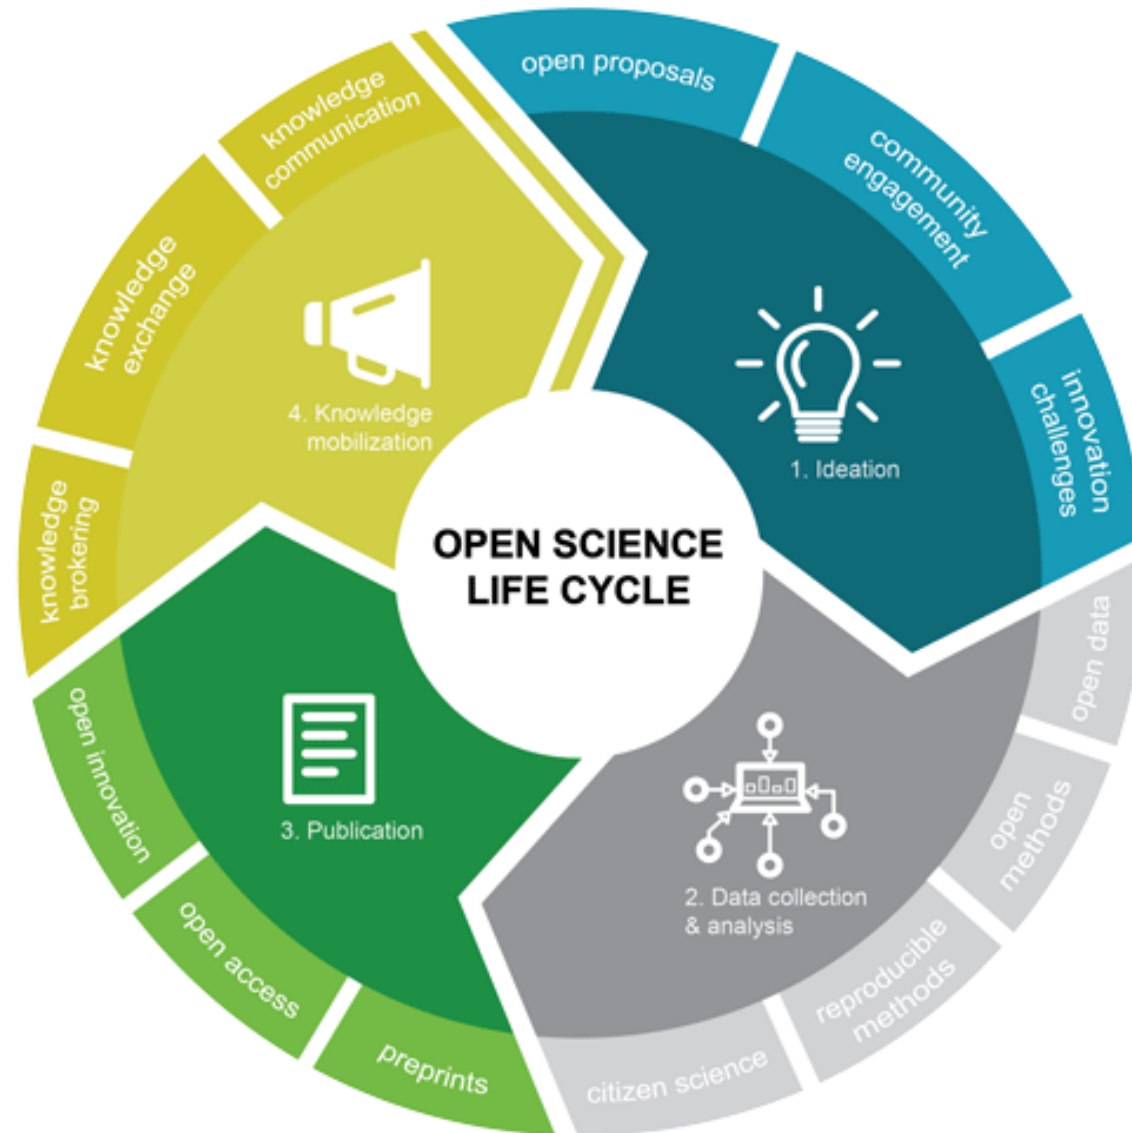 OPEN SCIENCE
LIFE CYCLE
1. Ideation
open proposals
community
engagement
innovation
challenges
2. Data collection
& analysis
open data
open
methods
reproducible
methods
citizen science
3. Publication
preprints
open access
open innovation
4. Knowledge
mobilization
knowledge
brokering
knowledge
exchange
knowledge
communication